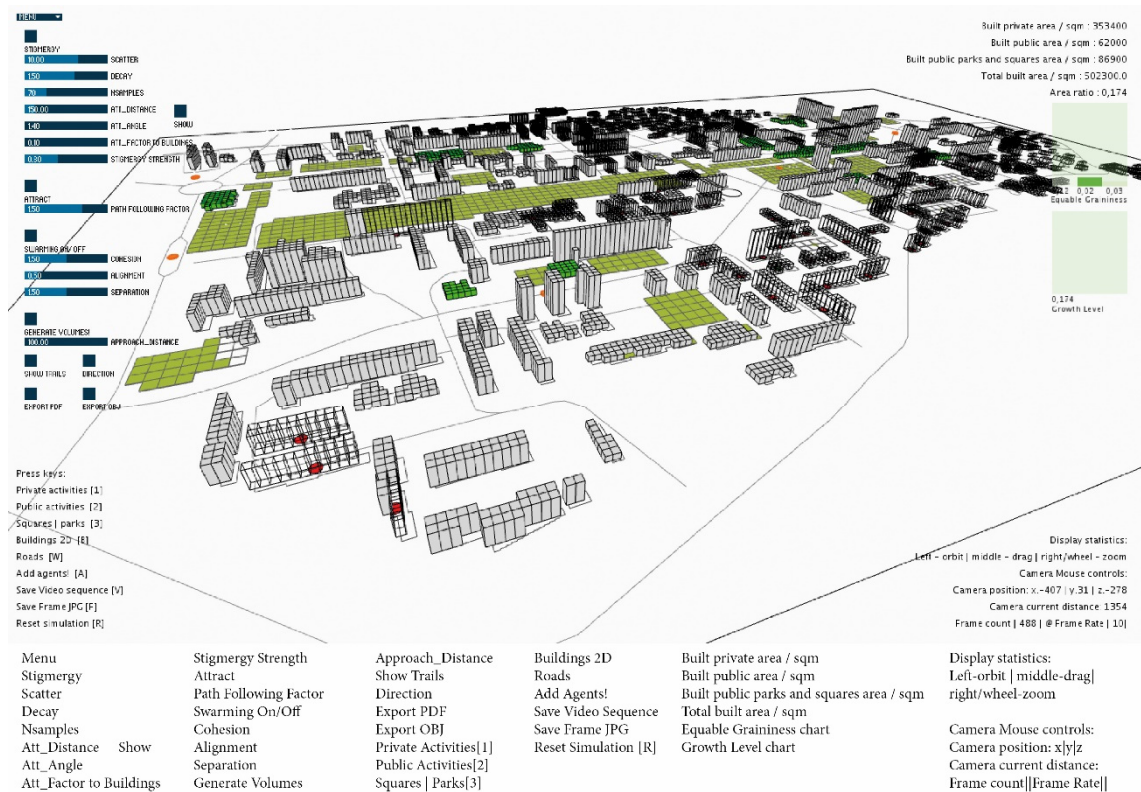 MENU
STIGMERGY
10.00 SCATTER
1.50 DECAY
70 NSAMPLES
150.00 ATT_DISTANCE
SHOW
1.40 ATT_ANGLE
0.10 ATT_FACTOR TO BUILDINGS
0.30 STIGMERGY STRENGTH
ATTRACT
1.50 PATH FOLLOWING FACTOR
SWARMING ON/OFF
1.50 COHESION
0.50 ALIGNMENT
1.50 SEPARATION
GENERATE VOLUMES!
100.00 APPROACH_DISTANCE
SHOW TRAILS DIRECTION
EXPORT PDF EXPORT OBJ
Press keys:
Private activities [1]
Public activities [2]
Squares | parks [3]
Buildings 2D [B]
Roads [W]
Add agents! [A]
Save Video sequence [V]
Save Frame JPG [F]
Reset simulation [R]
Built private area / sqm : 353400
Built public area / sqm : 62000
Built public parks and squares area / sqm : 86900
Total built area / sqm : 502300.0
Area ratio : 0,174
0,02 0,03
Equable Graininess
0,174
Growth Level
Display statistics:
Left - orbit | middle - drag | right/wheel - zoom
Camera Mouse controls:
Camera position: x.-407 | y.31 | z.-278
Camera current distance: 1354
Frame count | 488 | @ Frame Rate | 10|
Menu
Stigmergy
Scatter
Decay
Nsamples
Att_Distance Show
Att_Angle
Att_Factor to Buildings
Stigmergy Strength
Attract
Path Following Factor
Swarming On/Off
Cohesion
Alignment
Separation
Generate Volumes
Approach_Distance
Show Trails
Direction
Export PDF
Export OBJ
Private Activities[1]
Public Activities[2]
Squares | Parks[3]
Buildings 2D
Roads
Add Agents!
Save Video Sequence
Save Frame JPG
Reset Simulation [R]
Built private area / sqm
Built public area / sqm
Built public parks and squares area / sqm
Total built area / sqm
Equable Graininess chart
Growth Level chart
Display statistics:
Left-orbit | middle-drag|
right/wheel-zoom
Camera Mouse controls:
Camera position: x|y|z
Camera current distance:
Frame count||Frame Rate||